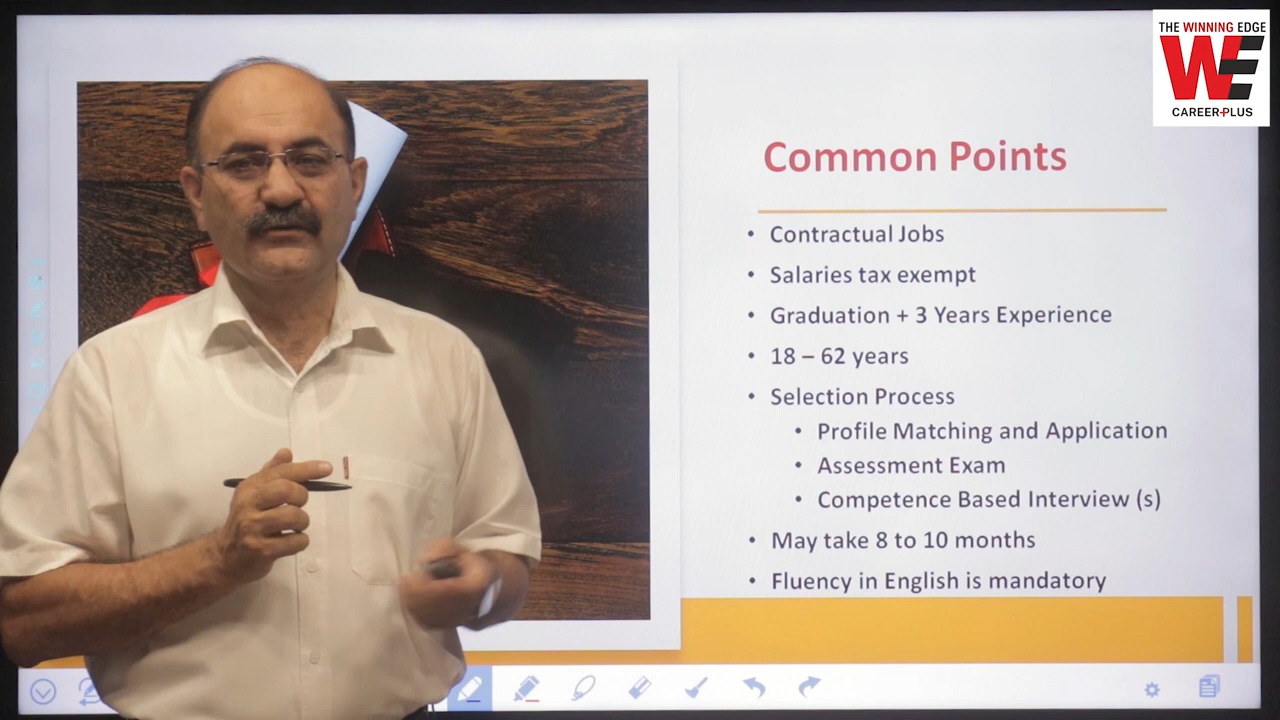 THE WINNING EDGE
WE
CAREER PLUS
Common Points
• Contractual Jobs
• Salaries tax exempt
• Graduation + 3 Years Experience
• 18 – 62 years
• Selection Process
• Profile Matching and Application
• Assessment Exam
• Competence Based Interview (s)
• May take 8 to 10 months
• Fluency in English is mandatory